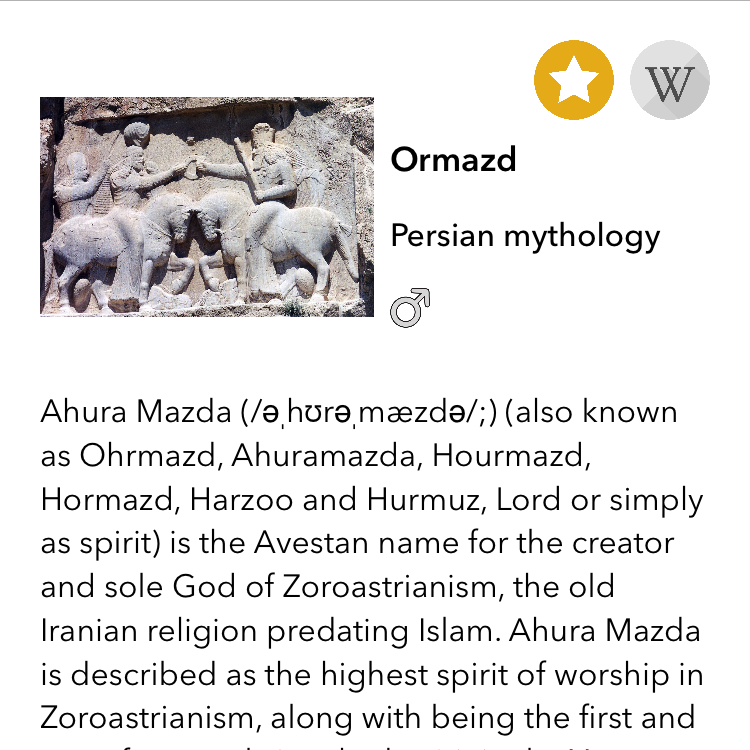 W
Ormazd
Persian mythology
Ahura Mazda (/əˌhʊrəˌmæzdə/;) (also known
as Ohrmazd, Ahuramazda, Hourmazd,
Hormazd, Harzoo and Hurmuz, Lord or simply
as spirit) is the Avestan name for the creator
and sole God of Zoroastrianism, the old
Iranian religion predating Islam. Ahura Mazda
is described as the highest spirit of worship in
Zoroastrianism, along with being the first and